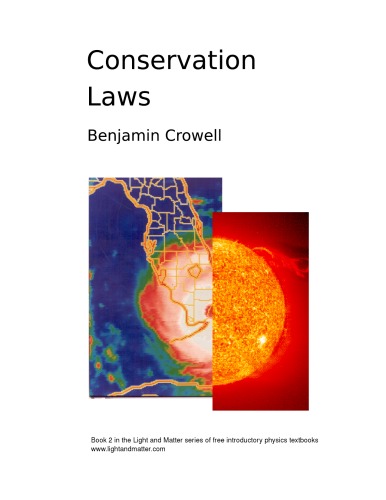 Conservation
Laws
Benjamin Crowell
Book 2 in the Light and Matter series of free introductory physics textbooks
www.lightandmatter.com